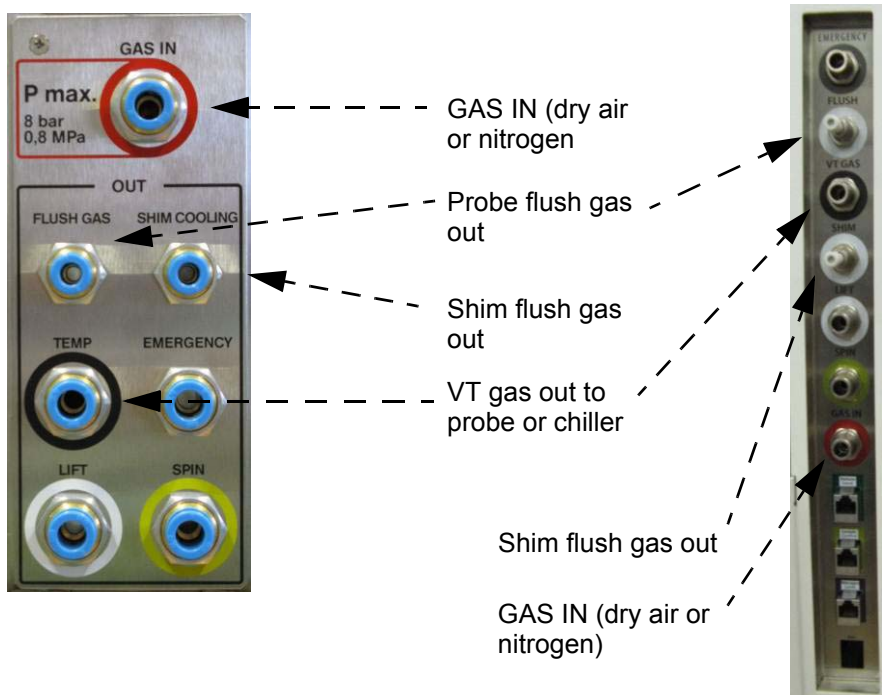 GAS IN
P max.
8 bar
0,8 MPa
OUT
FLUSH GAS SHIM COOLING
TEMP EMERGENCY
LIFT SPIN
GAS IN (dry air
or nitrogen
Probe flush gas
out
Shim flush gas
out
VT gas out to
probe or chiller
Shim flush gas out
GAS IN (dry air or
nitrogen)
EMERGENCY
FLUSH
VT GAS
SHIM
LIFT
SPIN
GAS IN